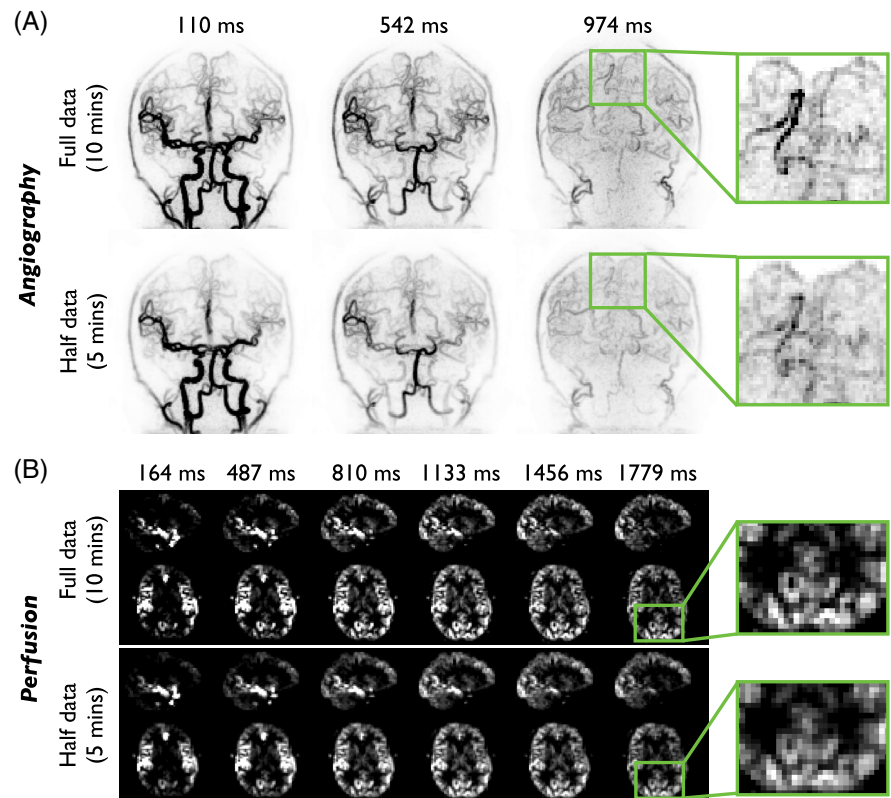 (A)
110 ms 542 ms 974 ms
Angiography
Full data
(10 mins)
Half data
(5 mins)
(B)
164 ms 487 ms 810 ms 1133 ms 1456 ms 1779 ms
Perfusion
Full data
(10 mins)
Half data
(5 mins)